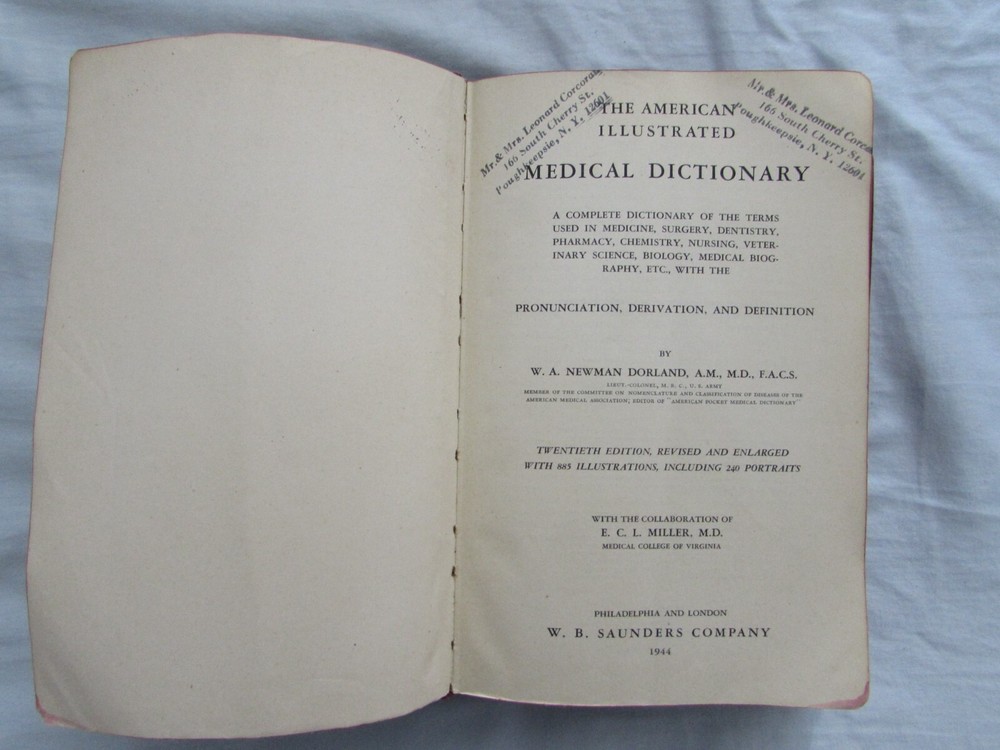 Mr. & Mrs. Leonard Corcoran
166 South Cherry St.
Poughkeepsie, N. Y. 12601
Mr. & Mrs. Leonard Corcoran
166 South Cherry St.
Poughkeepsie, N. Y. 12601
THE AMERICAN
ILLUSTRATED
MEDICAL DICTIONARY
A COMPLETE DICTIONARY OF THE TERMS
USED IN MEDICINE, SURGERY, DENTISTRY,
PHARMACY, CHEMISTRY, NURSING, VETER-
INARY SCIENCE, BIOLOGY, MEDICAL BIOG-
RAPHY, ETC., WITH THE
PRONUNCIATION, DERIVATION, AND DEFINITION
BY
W. A. NEWMAN DORLAND, A.M., M.D., F.A.C.S.
LIEUT.-COLONEL, M. R. C., U. S. ARMY
MEMBER OF THE COMMITTEE ON NOMENCLATURE AND CLASSIFICATION OF DISEASES OF THE
AMERICAN MEDICAL ASSOCIATION; EDITOR OF "AMERICAN POCKET MEDICAL DICTIONARY"
TWENTIETH EDITION, REVISED AND ENLARGED
WITH 885 ILLUSTRATIONS, INCLUDING 240 PORTRAITS
WITH THE COLLABORATION OF
E. C. L. MILLER, M.D.
MEDICAL COLLEGE OF VIRGINIA
PHILADELPHIA AND LONDON
W. B. SAUNDERS COMPANY
1944